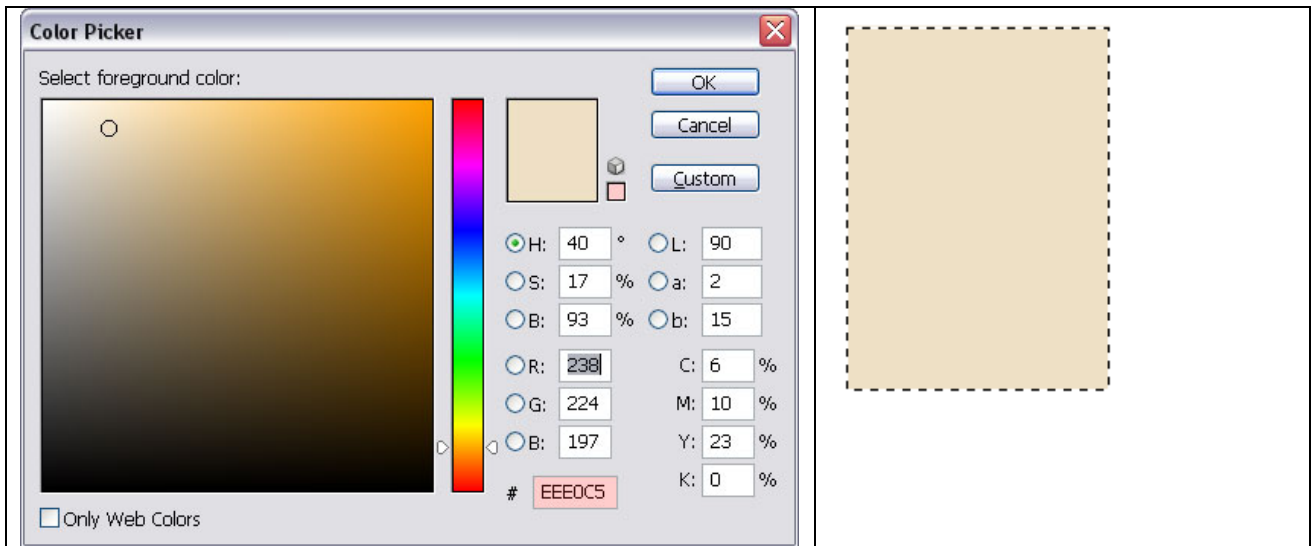 Color Picker
Select foreground color:
OK
Cancel
Custom
H: 40 ° L: 90
S: 17 % a: 2
B: 93 % b: 15
R: 238 C: 6 %
G: 224 M: 10 %
B: 197 Y: 23 %
# EEE0C5 K: 0 %
Only Web Colors